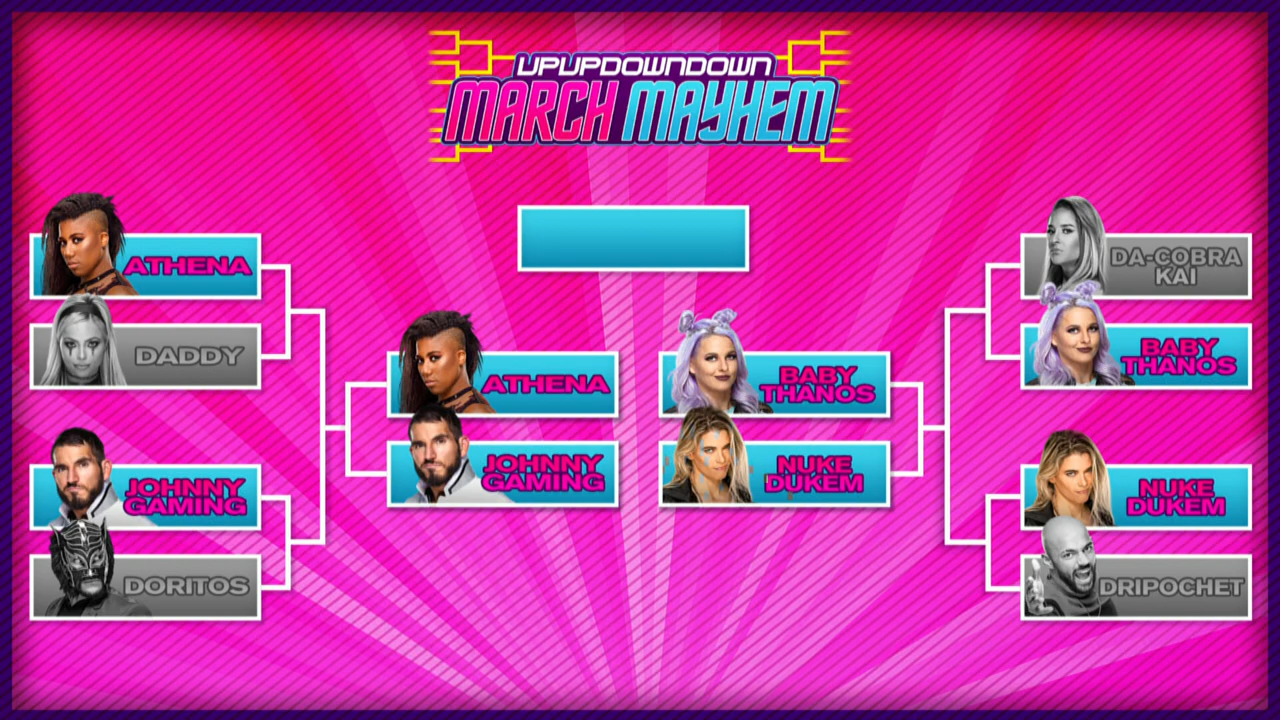 UPUPDOWNDOWN
MARCH MAYHEM
ATHENA
DADDY
JOHNNY
GAMING
DORITOS
ATHENA
JOHNNY
GAMING
BABY
THANOS
NUKE
DUKEM
DA-COBRA
KAI
BABY
THANOS
NUKE
DUKEM
DRIPOCHET